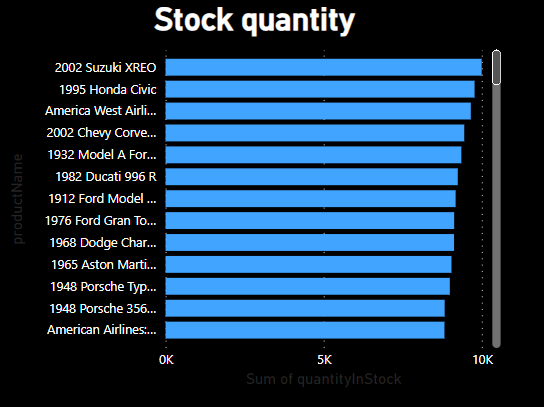 Stock quantity
productName
2002 Suzuki XREO
1995 Honda Civic
America West Airli...
2002 Chevy Corve...
1932 Model A For...
1982 Ducati 996 R
1912 Ford Model ...
1976 Ford Gran To...
1968 Dodge Char...
1965 Aston Marti...
1948 Porsche Typ...
1948 Porsche 356...
American Airlines:...
0K 5K 10K
Sum of quantityInStock